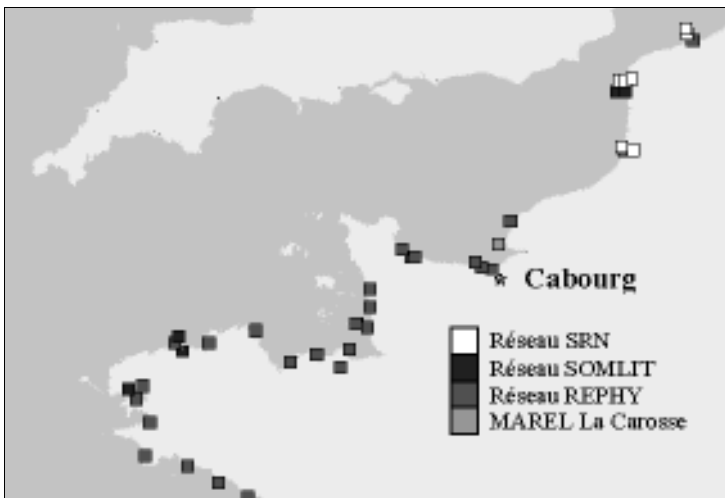 Cabourg
Réseau SRN
Réseau SOMLIT
Réseau REPHY
MAREL La Carosse